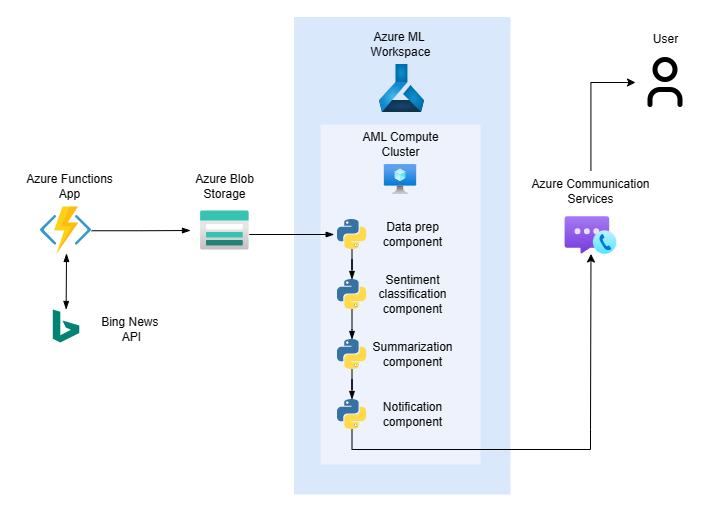 Azure ML
Workspace
User
AML Compute
Cluster
Azure Functions
App
Azure Blob
Storage
Azure Communication
Services
Data prep
component
Sentiment
classification
component
Bing News
API
Summarization
component
Notification
component